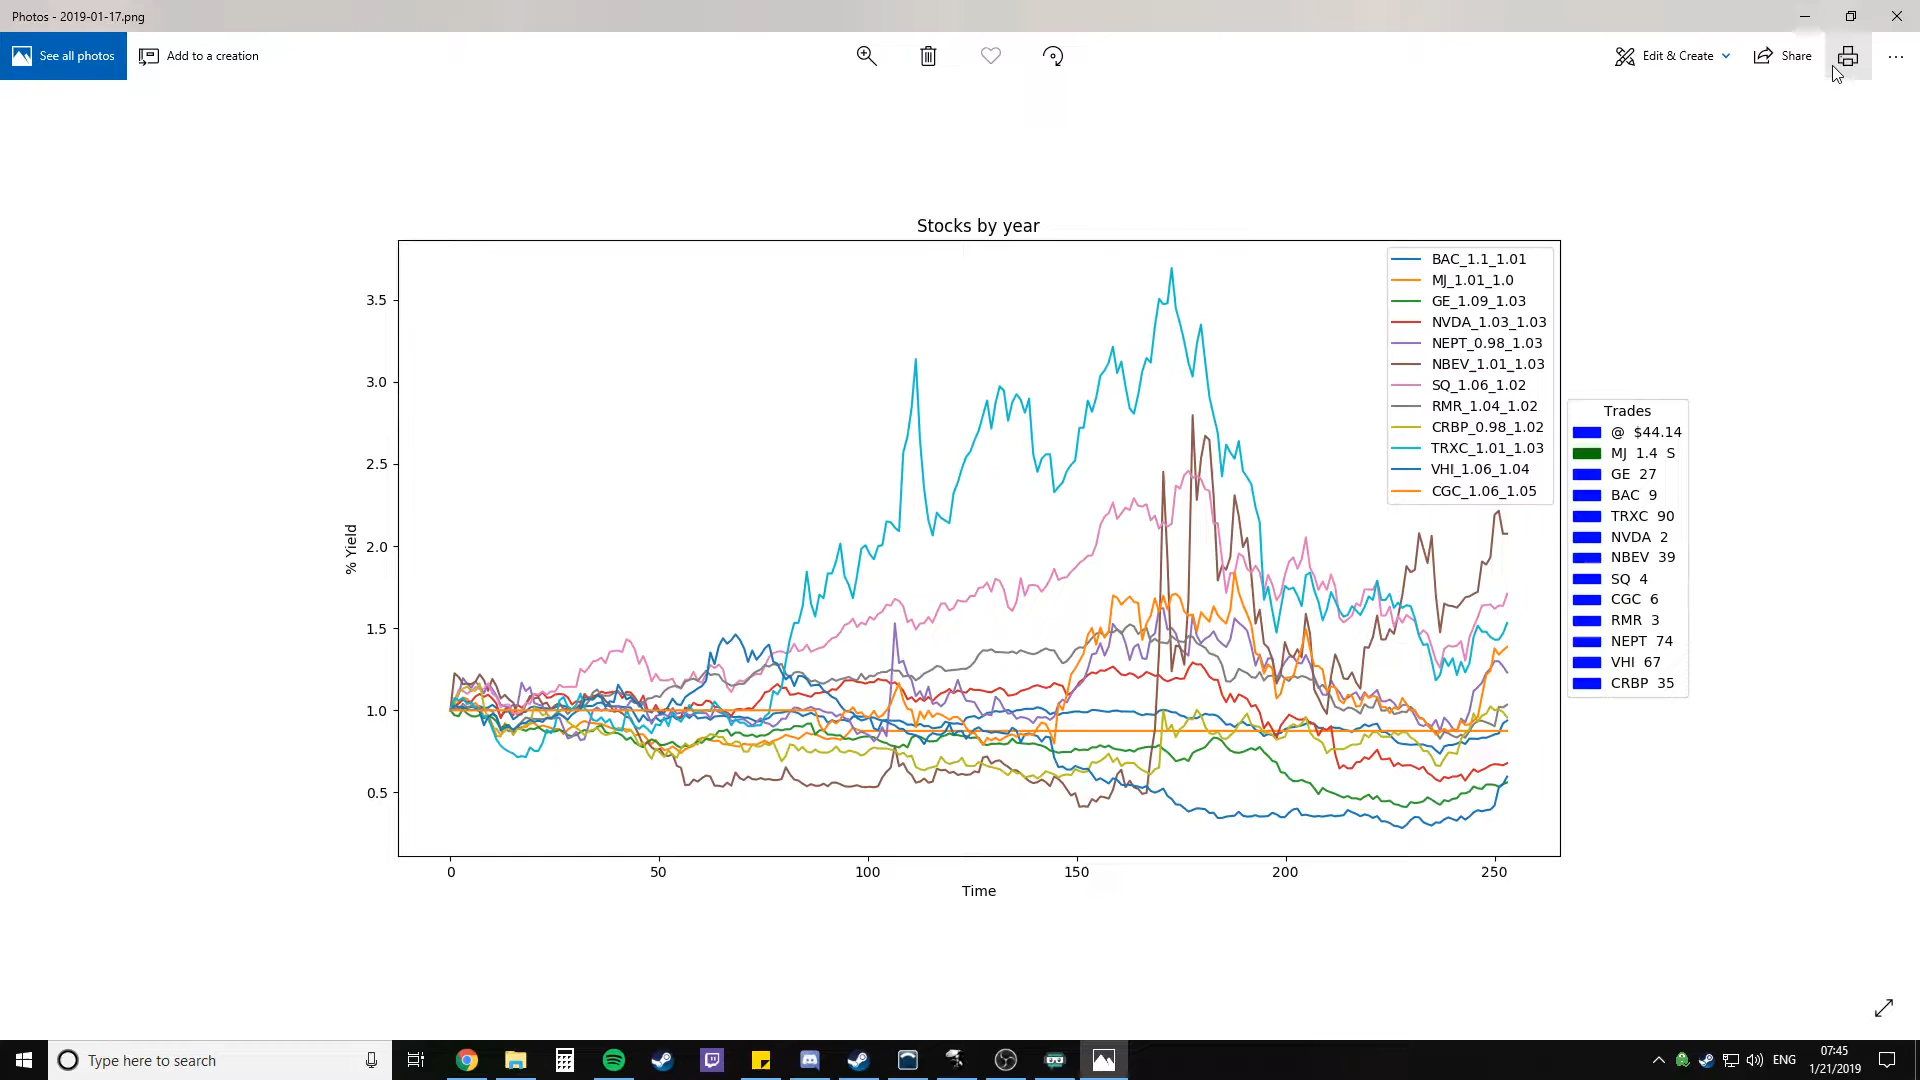 Photos - 2019-01-17.png
See all photos
Add to a creation
Edit & Create
Share
Stocks by year
3.5
3.0
2.5
2.0
1.5
1.0
0.5
% Yield
0
50
100
150
200
250
Time
BAC_1.1_1.01
MJ_1.01_1.0
GE_1.09_1.03
NVDA_1.03_1.03
NEPT_0.98_1.03
NBEV_1.01_1.03
SQ_1.06_1.02
RMR_1.04_1.02
CRBP_0.98_1.02
TRXC_1.01_1.03
VHI_1.06_1.04
CGC_1.06_1.05
Trades
@ $44.14
MJ 1.4 S
GE 27
BAC 9
TRXC 90
NVDA 2
NBEV 39
SQ 4
CGC 6
RMR 3
NEPT 74
VHI 67
CRBP 35
Type here to search
ENG
07:45
1/21/2019